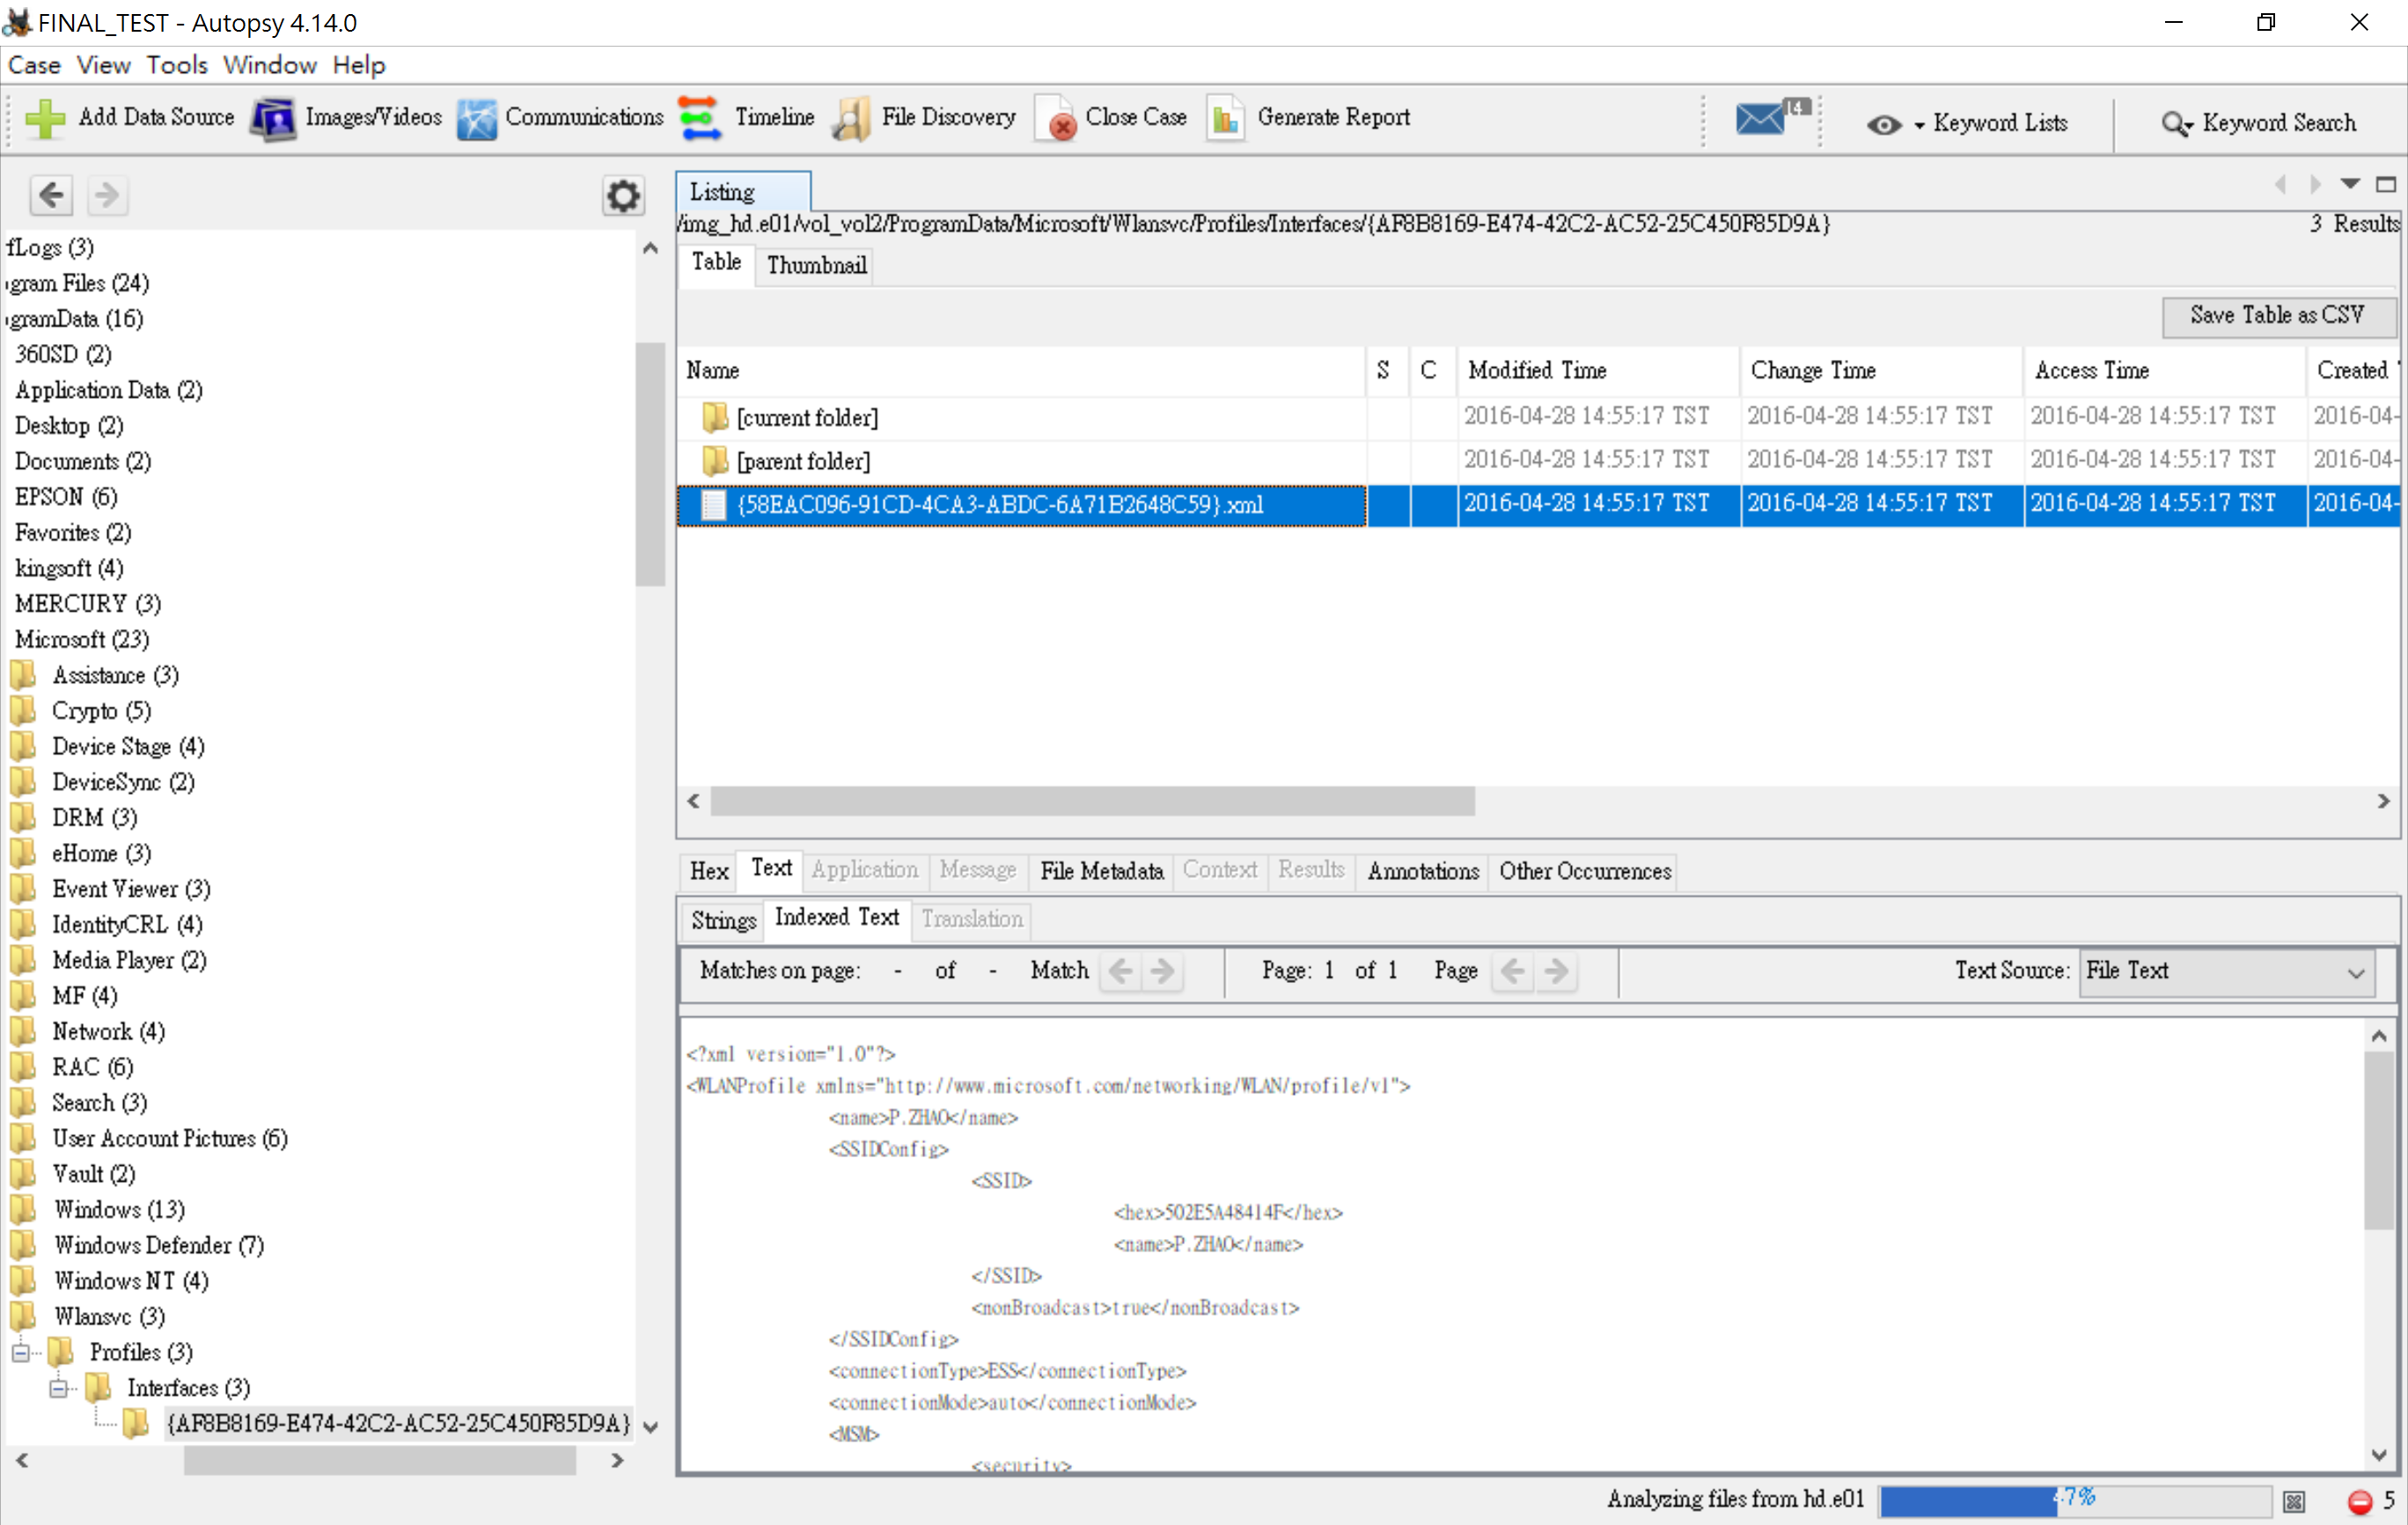 FINAL_TEST - Autopsy 4.14.0
Case View Tools Window Help
Add Data Source Images/Videos Communications Timeline File Discovery Close Case Generate Report Keyword Lists Keyword Search
Listing
/img_hd.e01/vol_vol2/ProgramData/Microsoft/Wlansvc/Profiles/Interfaces/{AF8B8169-E474-42C2-AC52-25C450F85D9A} 3 Results
Table Thumbnail
Save Table as CSV
Name S C Modified Time Change Time Access Time Created
[current folder] 2016-04-28 14:55:17 TST 2016-04-28 14:55:17 TST 2016-04-28 14:55:17 TST 2016-04-
[parent folder] 2016-04-28 14:55:17 TST 2016-04-28 14:55:17 TST 2016-04-28 14:55:17 TST 2016-04-
{58EAC096-91CD-4CA3-ABDC-6A71B2648C59}.xml 2016-04-28 14:55:17 TST 2016-04-28 14:55:17 TST 2016-04-28 14:55:17 TST 2016-04-
fLogs (3)
gram Files (24)
gramData (16)
360SD (2)
Application Data (2)
Desktop (2)
Documents (2)
EPSON (6)
Favorites (2)
kingsoft (4)
MERCURY (3)
Microsoft (23)
Assistance (3)
Crypto (5)
Device Stage (4)
DeviceSync (2)
DRM (3)
eHome (3)
Event Viewer (3)
IdentityCRL (4)
Media Player (2)
MF (4)
Network (4)
RAC (6)
Search (3)
User Account Pictures (6)
Vault (2)
Windows (13)
Windows Defender (7)
Windows NT (4)
Wlansvc (3)
Profiles (3)
Interfaces (3)
{AF8B8169-E474-42C2-AC52-25C450F85D9A}
Hex Text Application Message File Metadata Context Results Annotations Other Occurrences
Strings Indexed Text Translation
Matches on page: - of - Match Page: 1 of 1 Page Text Source: File Text
<?xml version="1.0"?>
<WLANProfile xmlns="http://www.microsoft.com/networking/WLAN/profile/v1">
<name>P.ZHAO</name>
<SSIDConfig>
<SSID>
<hex>502E5A48414F</hex>
<name>P.ZHAO</name>
</SSID>
<nonBroadcast>true</nonBroadcast>
</SSIDConfig>
<connectionType>ESS</connectionType>
<connectionMode>auto</connectionMode>
<MSM>
<security>
Analyzing files from hd.e01 47% 5